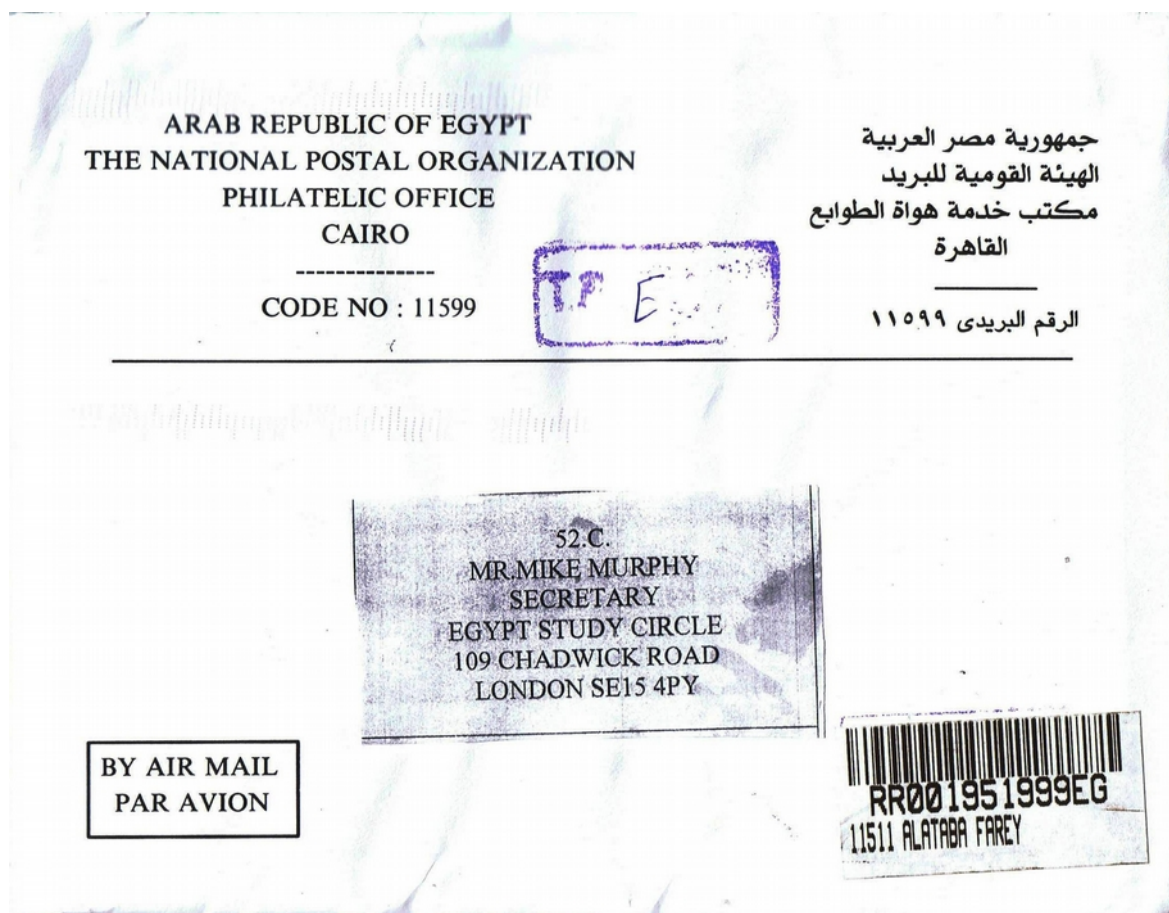 ARAB REPUBLIC OF EGYPT
THE NATIONAL POSTAL ORGANIZATION
PHILATELIC OFFICE
CAIRO
--------------
CODE NO : 11599
جمهورية مصر العربية
الهيئة القومية للبريد
مكتب خدمة هواة الطوابع
القاهرة
الرقم البريدى ١١٥٩٩
T.P E
52.C.
MR.MIKE MURPHY
SECRETARY
EGYPT STUDY CIRCLE
109 CHADWICK ROAD
LONDON SE15 4PY
BY AIR MAIL
PAR AVION
RR001951999EG
11511 ALATABA FAREY